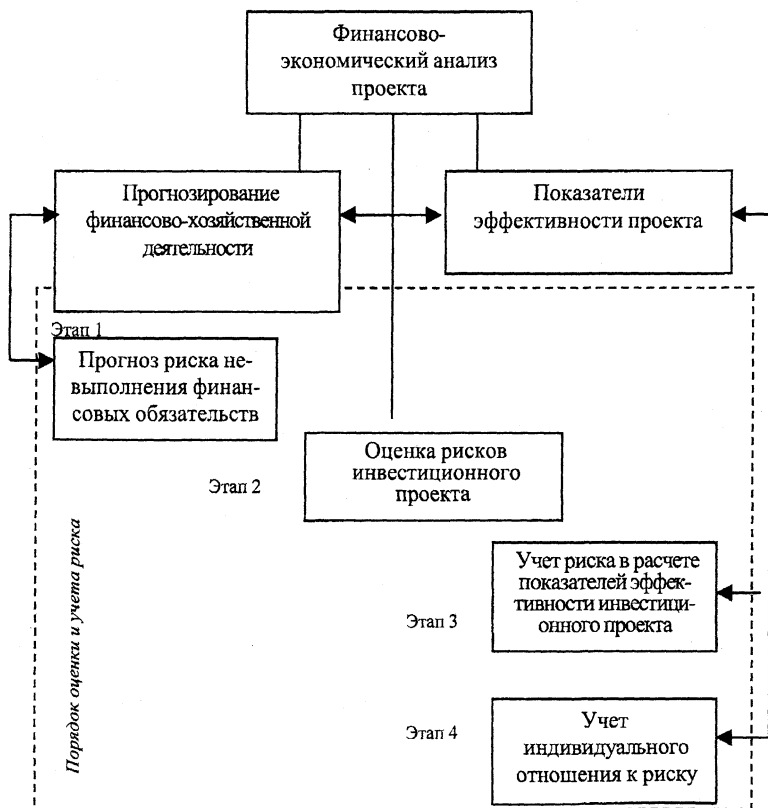 Финансово-
экономический анализ
проекта
Прогнозирование
финансово-хозяйственной
деятельности
Показатели
эффективности проекта
Этап 1
Прогноз риска не-
выполнения финан-
совых обязательств
Оценка рисков
инвестиционного
проекта
Этап 2
Порядок оценки и учета риска
Учет риска в расчете
показателей эффек-
тивности инвестици-
онного проекта
Этап 3
Учет
индивидуального
отношения к риску
Этап 4